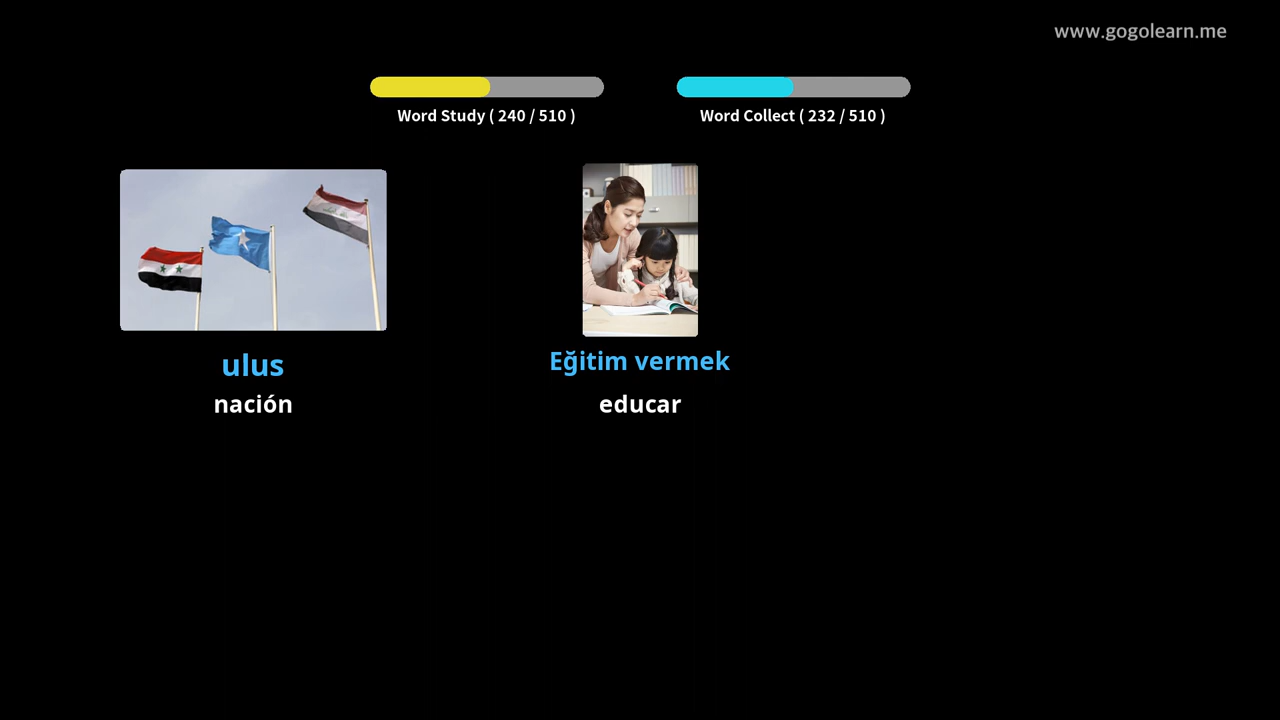 www.gogolearn.me
Word Study ( 240 / 510 )
Word Collect ( 232 / 510 )
ulus
nación
Eğitim vermek
educar